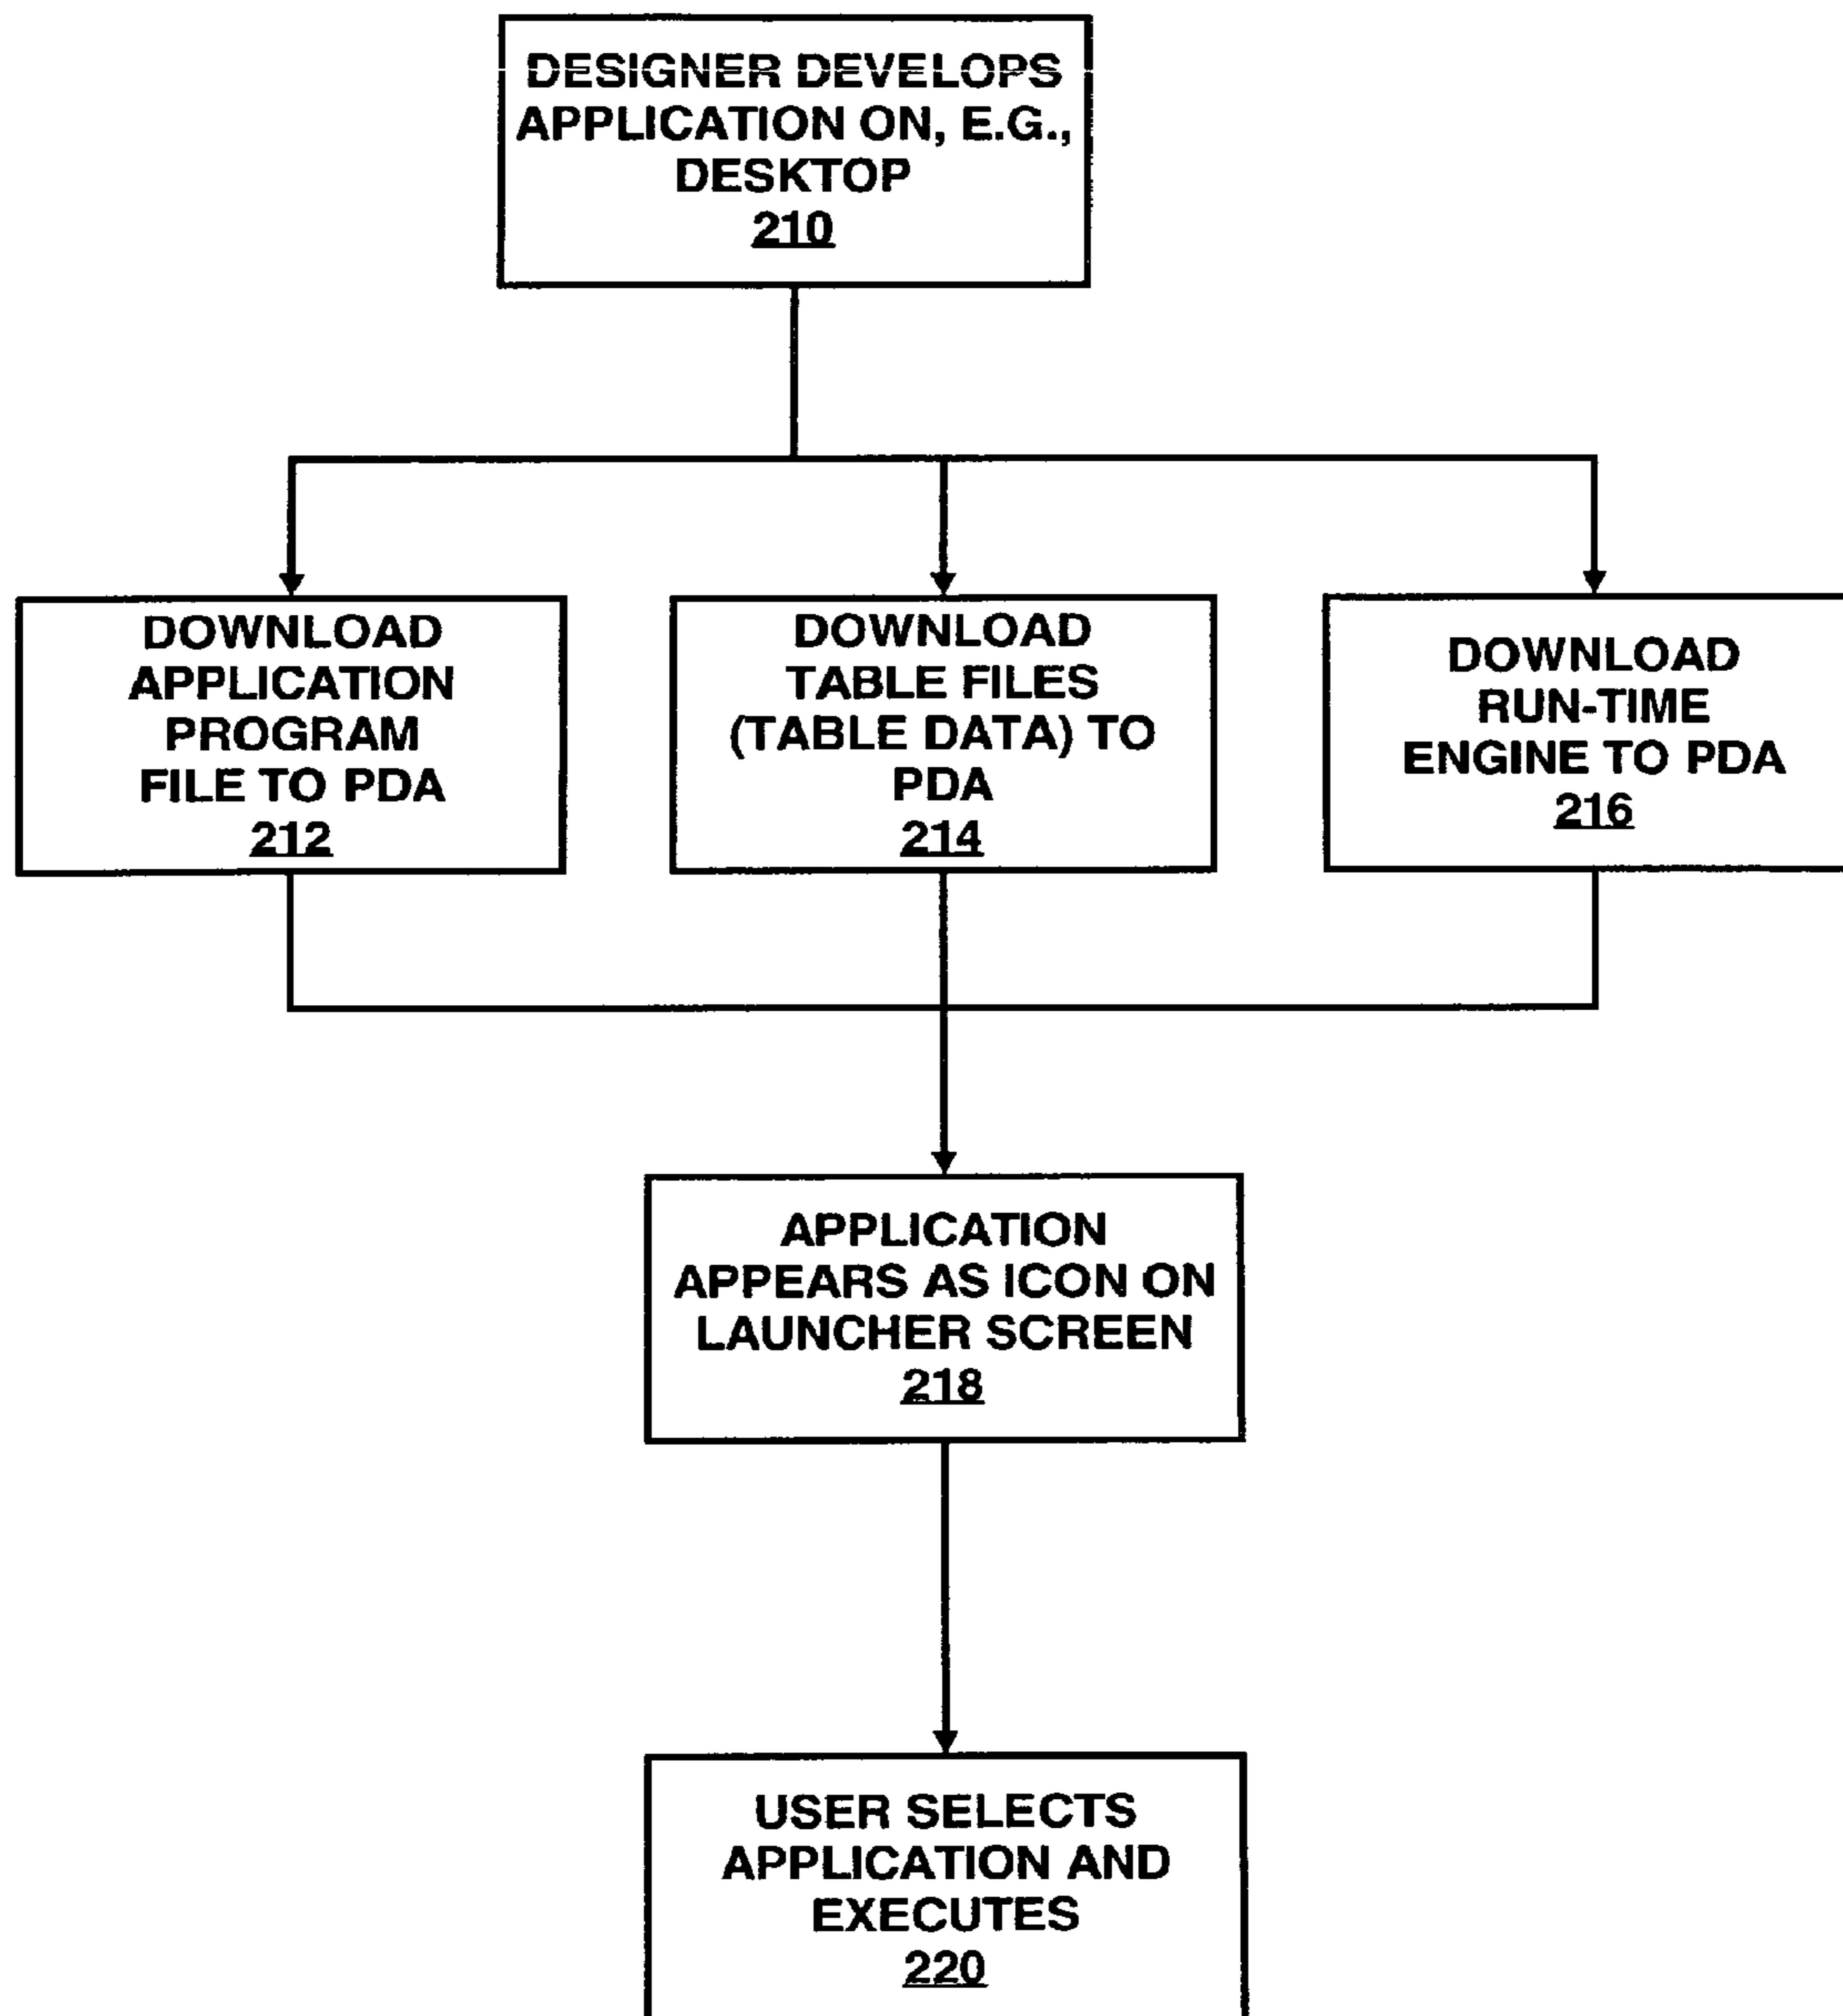 DESIGNER DEVELOPS
APPLICATION ON, E.G.,
DESKTOP
210
DOWNLOAD
APPLICATION
PROGRAM
FILE TO PDA
212
DOWNLOAD
TABLE FILES
(TABLE DATA) TO
PDA
214
DOWNLOAD
RUN-TIME
ENGINE TO PDA
216
APPLICATION
APPEARS AS ICON ON
LAUNCHER SCREEN
218
USER SELECTS
APPLICATION AND
EXECUTES
220